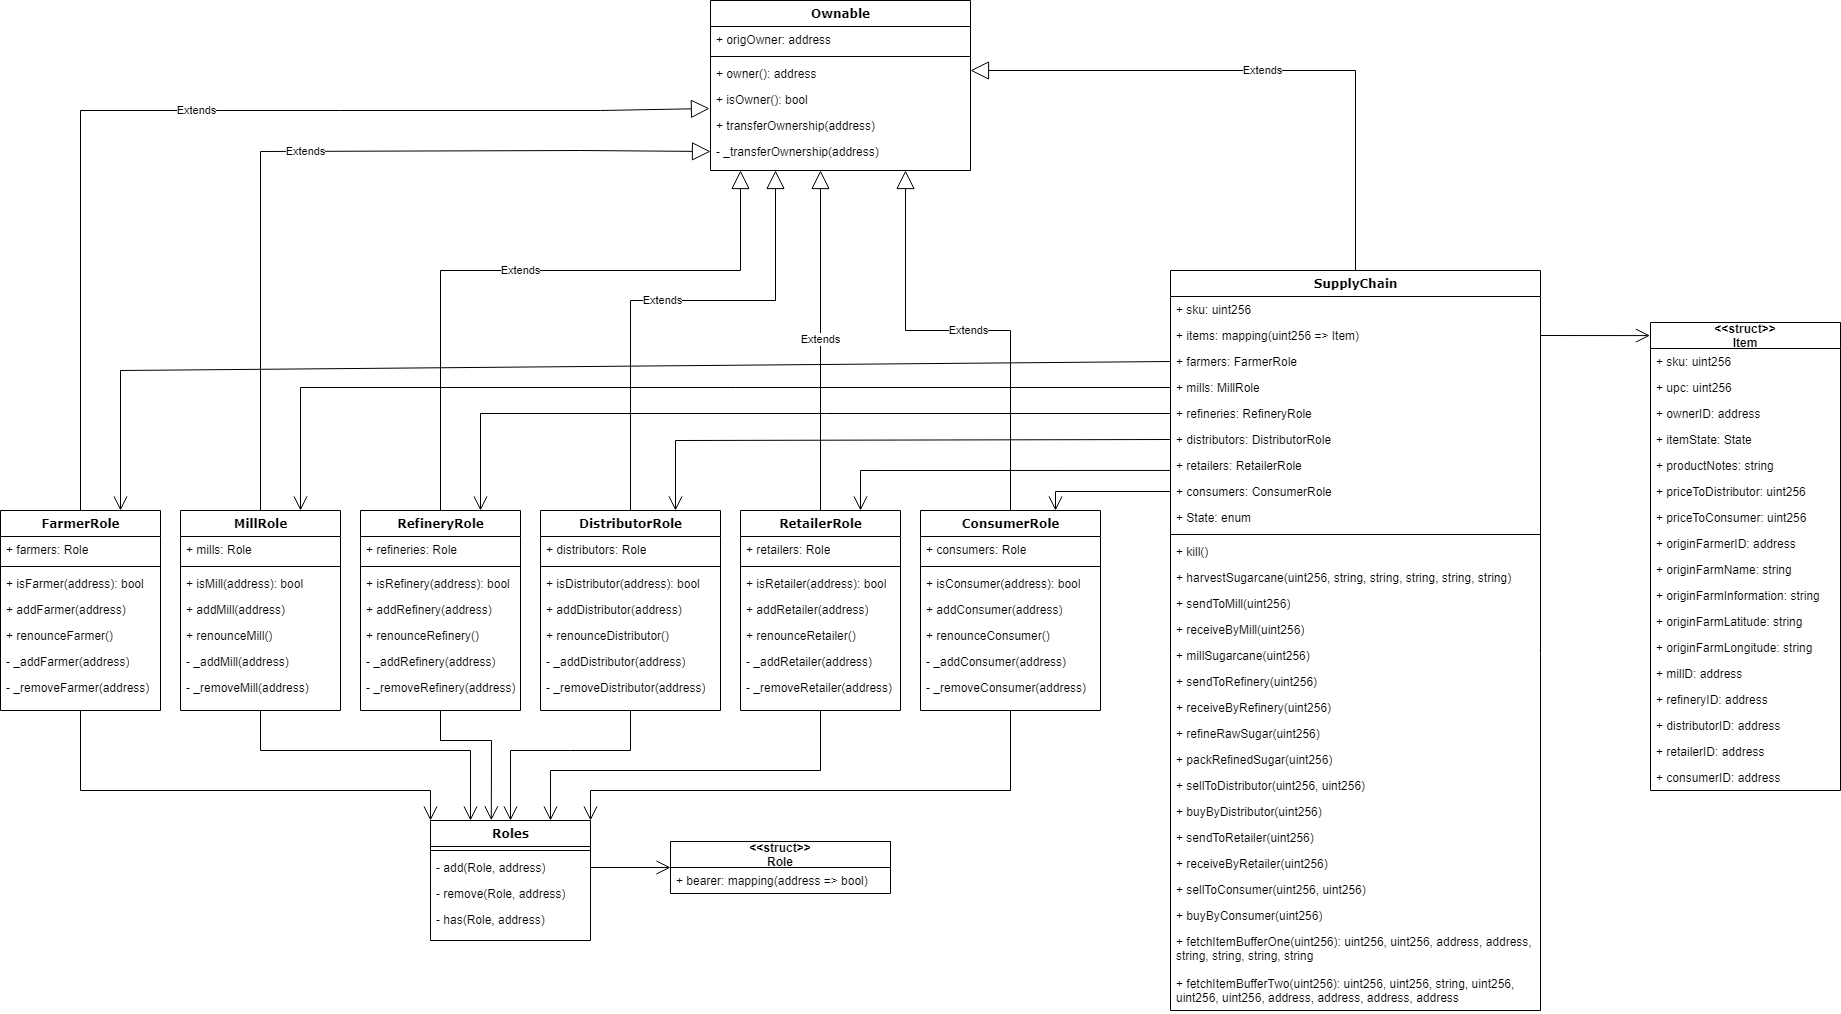 Ownable
+ origOwner: address
+ owner(): address
+ isOwner(): bool
+ transferOwnership(address)
- _transferOwnership(address)
Extends
Extends
Extends
Extends
Extends
Extends
Extends
SupplyChain
+ sku: uint256
+ items: mapping(uint256 => Item)
+ farmers: FarmerRole
+ mills: MillRole
+ refineries: RefineryRole
+ distributors: DistributorRole
+ retailers: RetailerRole
+ consumers: ConsumerRole
+ State: enum
+ kill()
+ harvestSugarcane(uint256, string, string, string, string, string)
+ sendToMill(uint256)
+ receiveByMill(uint256)
+ millSugarcane(uint256)
+ sendToRefinery(uint256)
+ receiveByRefinery(uint256)
+ refineRawSugar(uint256)
+ packRefinedSugar(uint256)
+ sellToDistributor(uint256, uint256)
+ buyByDistributor(uint256)
+ sendToRetailer(uint256)
+ receiveByRetailer(uint256)
+ sellToConsumer(uint256, uint256)
+ buyByConsumer(uint256)
+ fetchItemBufferOne(uint256): uint256, uint256, address, address,
string, string, string, string
+ fetchItemBufferTwo(uint256): uint256, uint256, string, uint256,
uint256, uint256, address, address, address, address
<<struct>>
Item
+ sku: uint256
+ upc: uint256
+ ownerID: address
+ itemState: State
+ productNotes: string
+ priceToDistributor: uint256
+ priceToConsumer: uint256
+ originFarmerID: address
+ originFarmName: string
+ originFarmInformation: string
+ originFarmLatitude: string
+ originFarmLongitude: string
+ millD: address
+ refineryID: address
+ distributorID: address
+ retailerID: address
+ consumerID: address
FarmerRole
+ farmers: Role
+ isFarmer(address): bool
+ addFarmer(address)
+ renounceFarmer()
- _addFarmer(address)
- _removeFarmer(address)
MillRole
+ mills: Role
+ isMill(address): bool
+ addMill(address)
+ renounceMill()
- _addMill(address)
- _removeMill(address)
RefineryRole
+ refineries: Role
+ isRefinery(address): bool
+ addRefinery(address)
+ renounceRefinery()
- _addRefinery(address)
- _removeRefinery(address)
DistributorRole
+ distributors: Role
+ isDistributor(address): bool
+ addDistributor(address)
+ renounceDistributor()
- _addDistributor(address)
- _removeDistributor(address)
RetailerRole
+ retailers: Role
+ isRetailer(address): bool
+ addRetailer(address)
+ renounceRetailer()
- _addRetailer(address)
- _removeRetailer(address)
ConsumerRole
+ consumers: Role
+ isConsumer(address): bool
+ addConsumer(address)
+ renounceConsumer()
- _addConsumer(address)
- _removeConsumer(address)
Roles
- add(Role, address)
- remove(Role, address)
- has(Role, address)
<<struct>>
Role
+ bearer: mapping(address => bool)